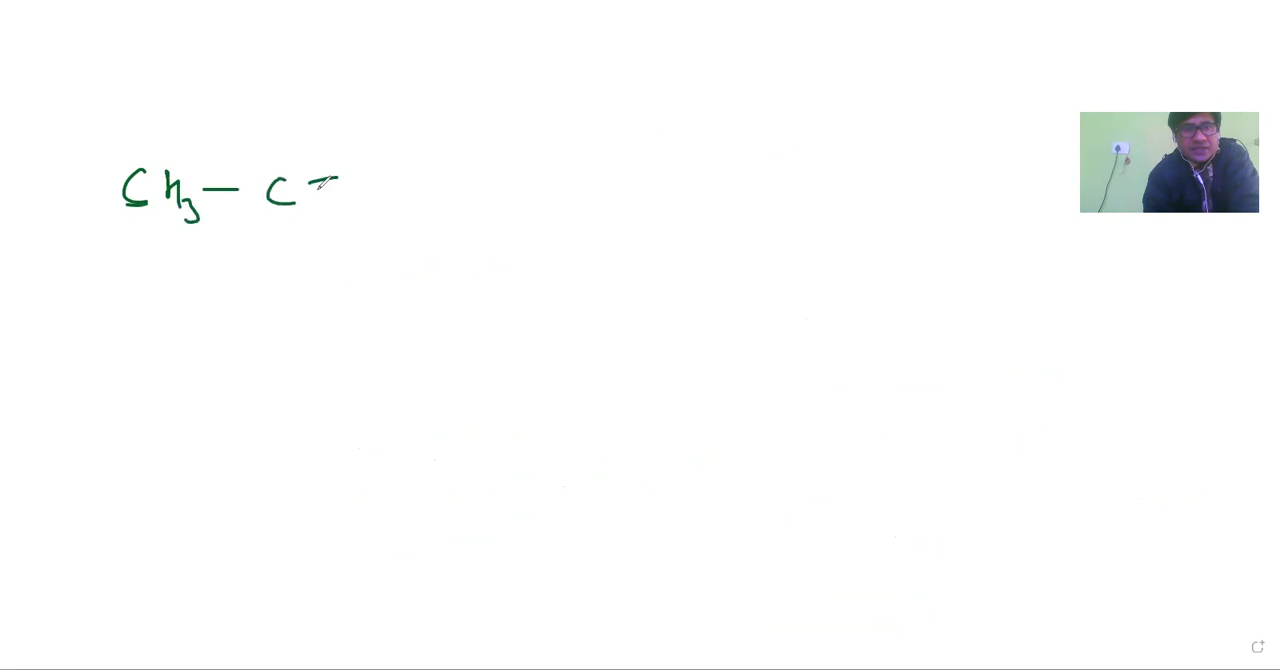 CH₃ — C =